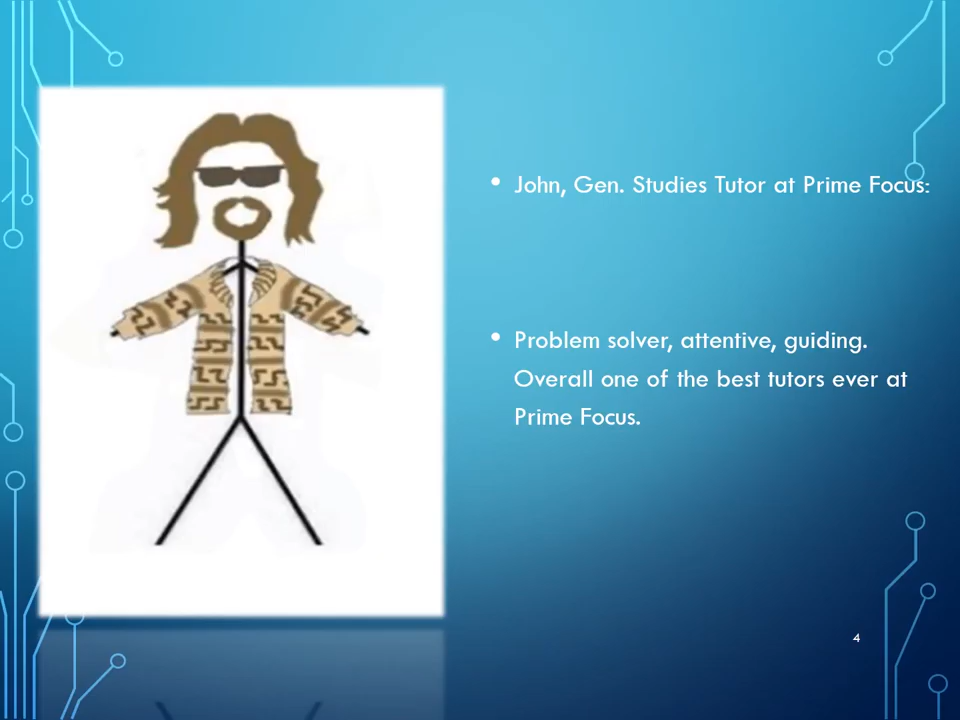 • John, Gen. Studies Tutor at Prime Focus:
• Problem solver, attentive, guiding.
Overall one of the best tutors ever at
Prime Focus.
4